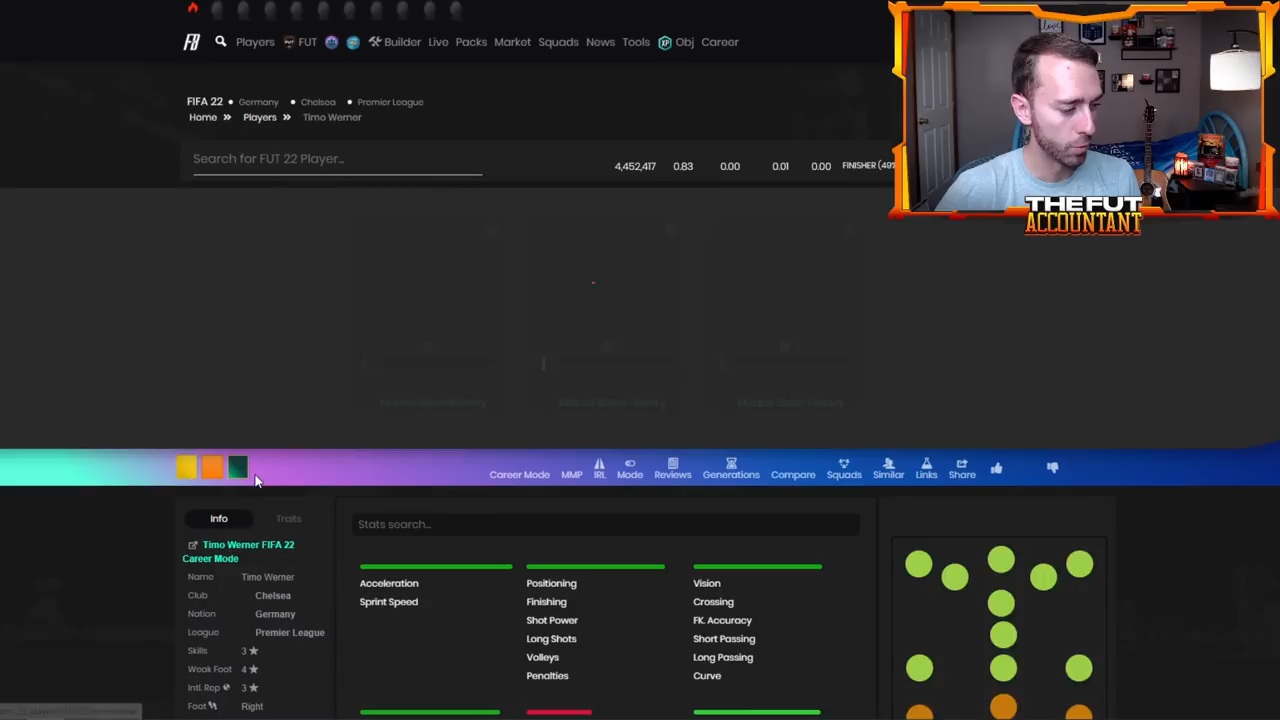 Players FUT Builder Live Packs Market Squads News Tools Obj Career
FIFA 22 • Germany • Chelsea • Premier League
Home » Players » Timo Werner
Search for FUT 22 Player...
4,452,417 0.83 0.00 0.01 0.00 FINISHER
THE FUT
ACCOUNTANT
Career Mode MMP IRL Mode Reviews Generations Compare Squads Similar Links Share
Info Traits
Stats search...
Timo Werner FIFA 22
Career Mode
Name Timo Werner
Club Chelsea
Nation Germany
League Premier League
Skills 3
Weak Foot 4
Intl. Rep 3
Foot Right
Acceleration
Sprint Speed
Positioning
Finishing
Shot Power
Long Shots
Volleys
Penalties
Vision
Crossing
FK. Accuracy
Short Passing
Long Passing
Curve